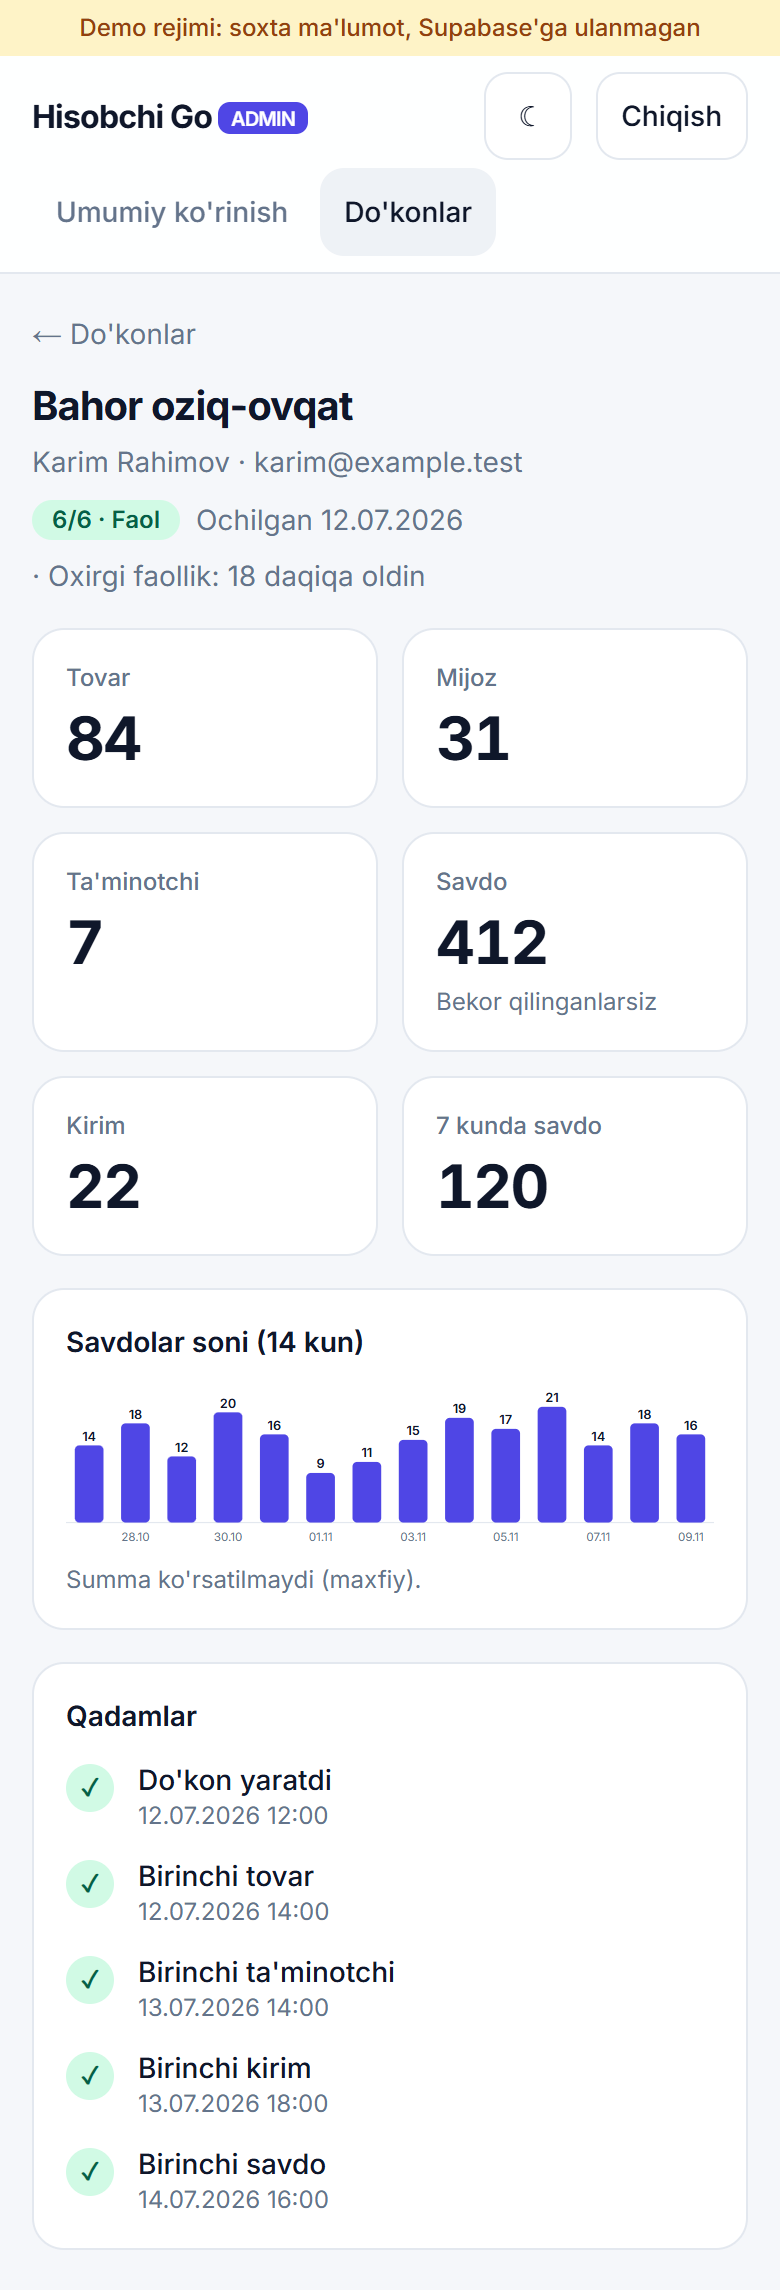 Demo rejimi: soxta ma'lumot, Supabase'ga ulanmagan
Hisobchi Go ADMIN
☾ Chiqish
Umumiy ko'rinish Do'konlar
← Do'konlar
Bahor oziq-ovqat
Karim Rahimov · karim@example.test
6/6 · Faol Ochilgan 12.07.2026
· Oxirgi faollik: 18 daqiqa oldin
Tovar
84
Mijoz
31
Ta'minotchi
7
Savdo
412
Bekor qilinganlarsiz
Kirim
22
7 kunda savdo
120
Savdolar soni (14 kun)
14 18 12 20 16 9 11 15 19 17 21 14 18 16
28.10 30.10 01.11 03.11 05.11 07.11 09.11
Summa ko'rsatilmaydi (maxfiy).
Qadamlar
✓ Do'kon yaratdi
12.07.2026 12:00
✓ Birinchi tovar
12.07.2026 14:00
✓ Birinchi ta'minotchi
13.07.2026 14:00
✓ Birinchi kirim
13.07.2026 18:00
✓ Birinchi savdo
14.07.2026 16:00